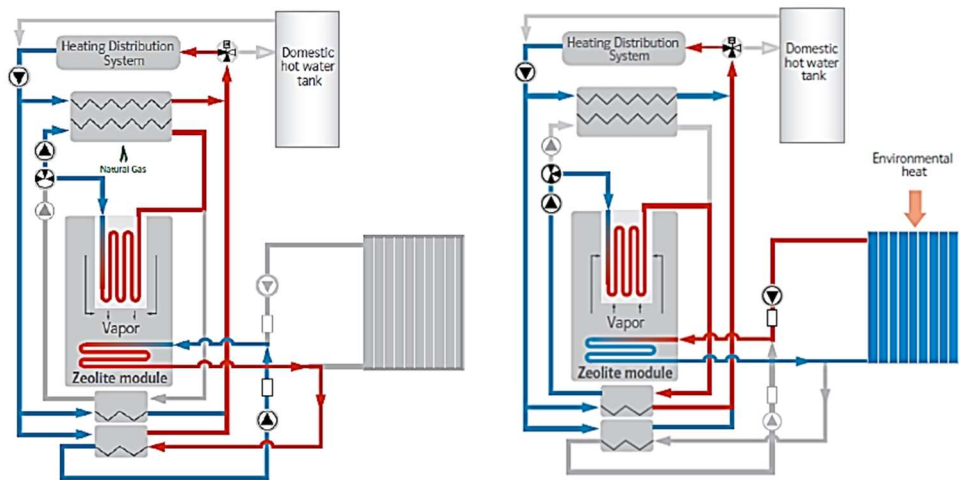 Heating Distribution
System
Domestic
hot water
tank
Natural Gas
Vapor
Zeolite module
Heating Distribution
System
Domestic
hot water
tank
Environmental
heat
Vapor
Zeolite module